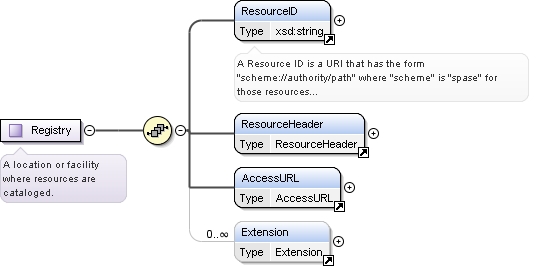 ResourceID
Type xsd:string
A Resource ID is a URI that has the form
"scheme://authority/path" where "scheme" is "spase" for
those resources...
Registry
A location or facility
where resources are
cataloged.
ResourceHeader
Type ResourceHeader
AccessURL
Type AccessURL
0..∞
Extension
Type Extension